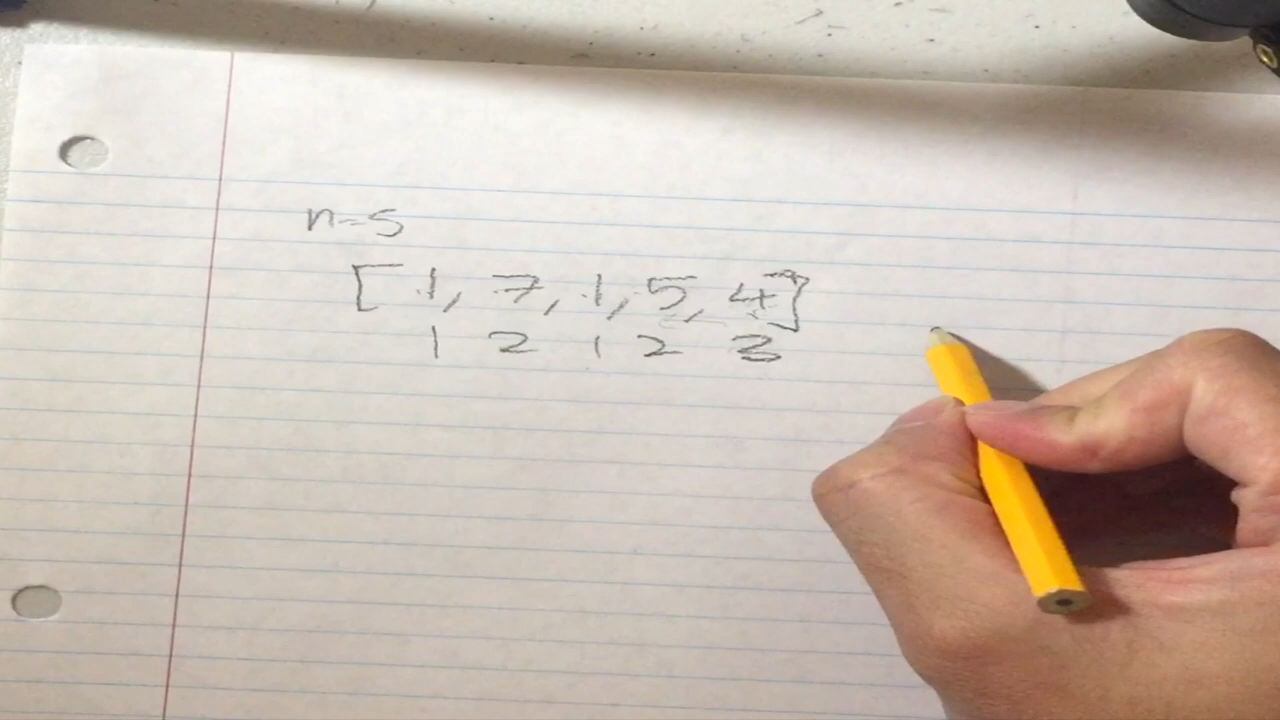 n=5
[1, 7, 1, 5, 4]
1 2 1 2 3